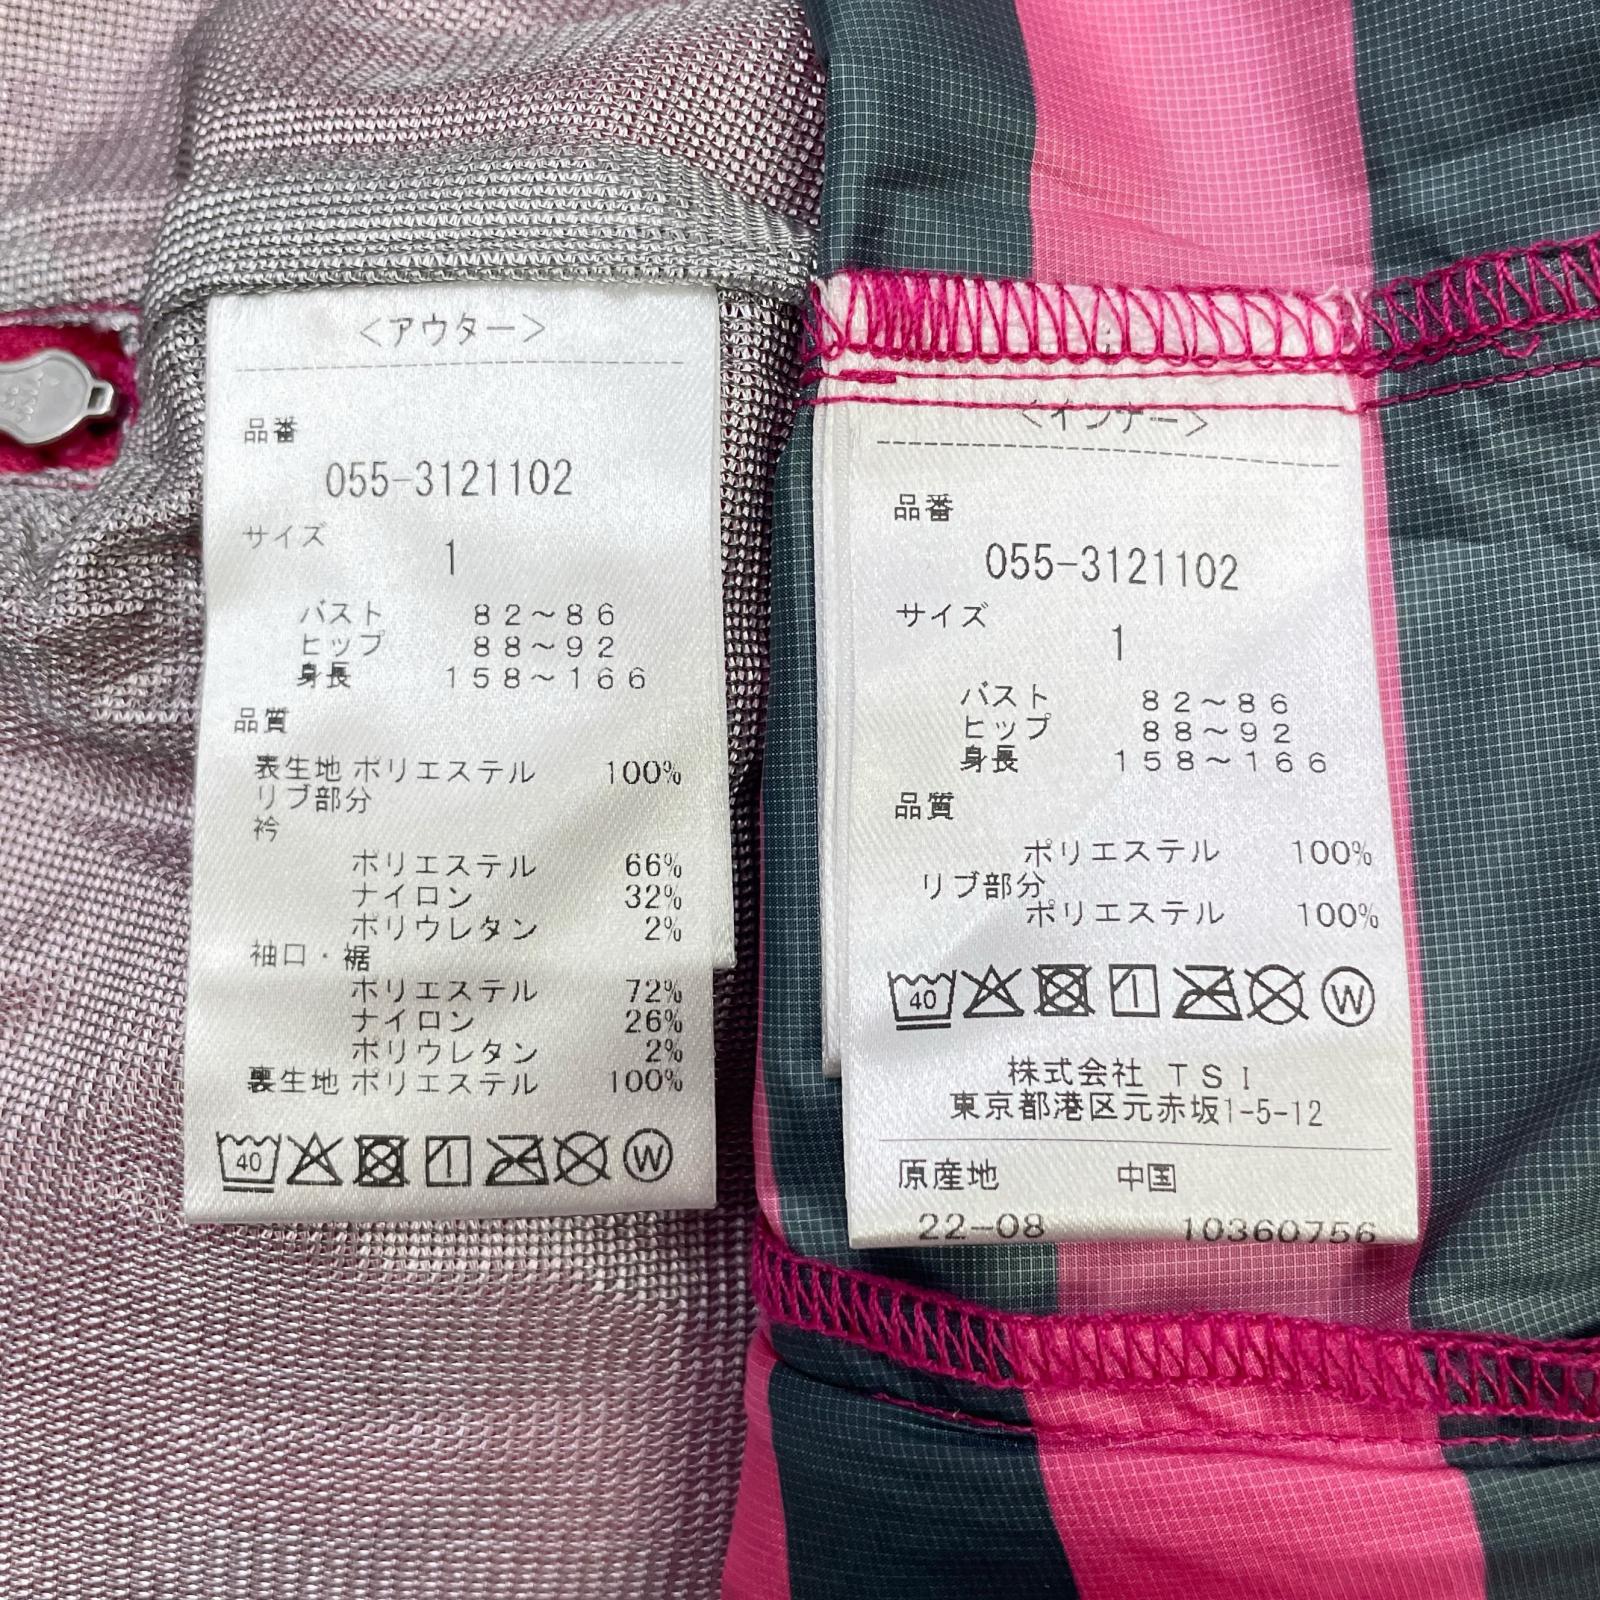 ＜アウター＞
品番
055-3121102
サイズ
1
バスト 82～86
ヒップ 88～92
身長 158～166
品質
表生地 ポリエステル 100%
リブ部分
衿
ポリエステル 66%
ナイロン 32%
ポリウレタン 2%
袖口・裾
ポリエステル 72%
ナイロン 26%
ポリウレタン 2%
裏生地 ポリエステル 100%
40
W
＜インナー＞
品番
055-3121102
サイズ
1
バスト 82～86
ヒップ 88～92
身長 158～166
品質
ポリエステル 100%
リブ部分
ポリエステル 100%
40
W
株式会社 TSI
東京都港区元赤坂1-5-12
原産地 中国
22-08 10360756